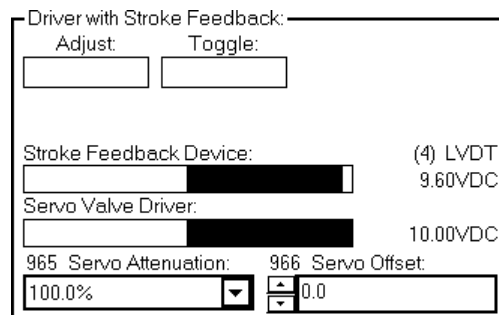 Driver with Stroke Feedback:
Adjust: Toggle:
Stroke Feedback Device: (4) LVDT
9.60VDC
Servo Valve Driver:
10.00VDC
965 Servo Attenuation: 966 Servo Offset:
100.0% 0.0